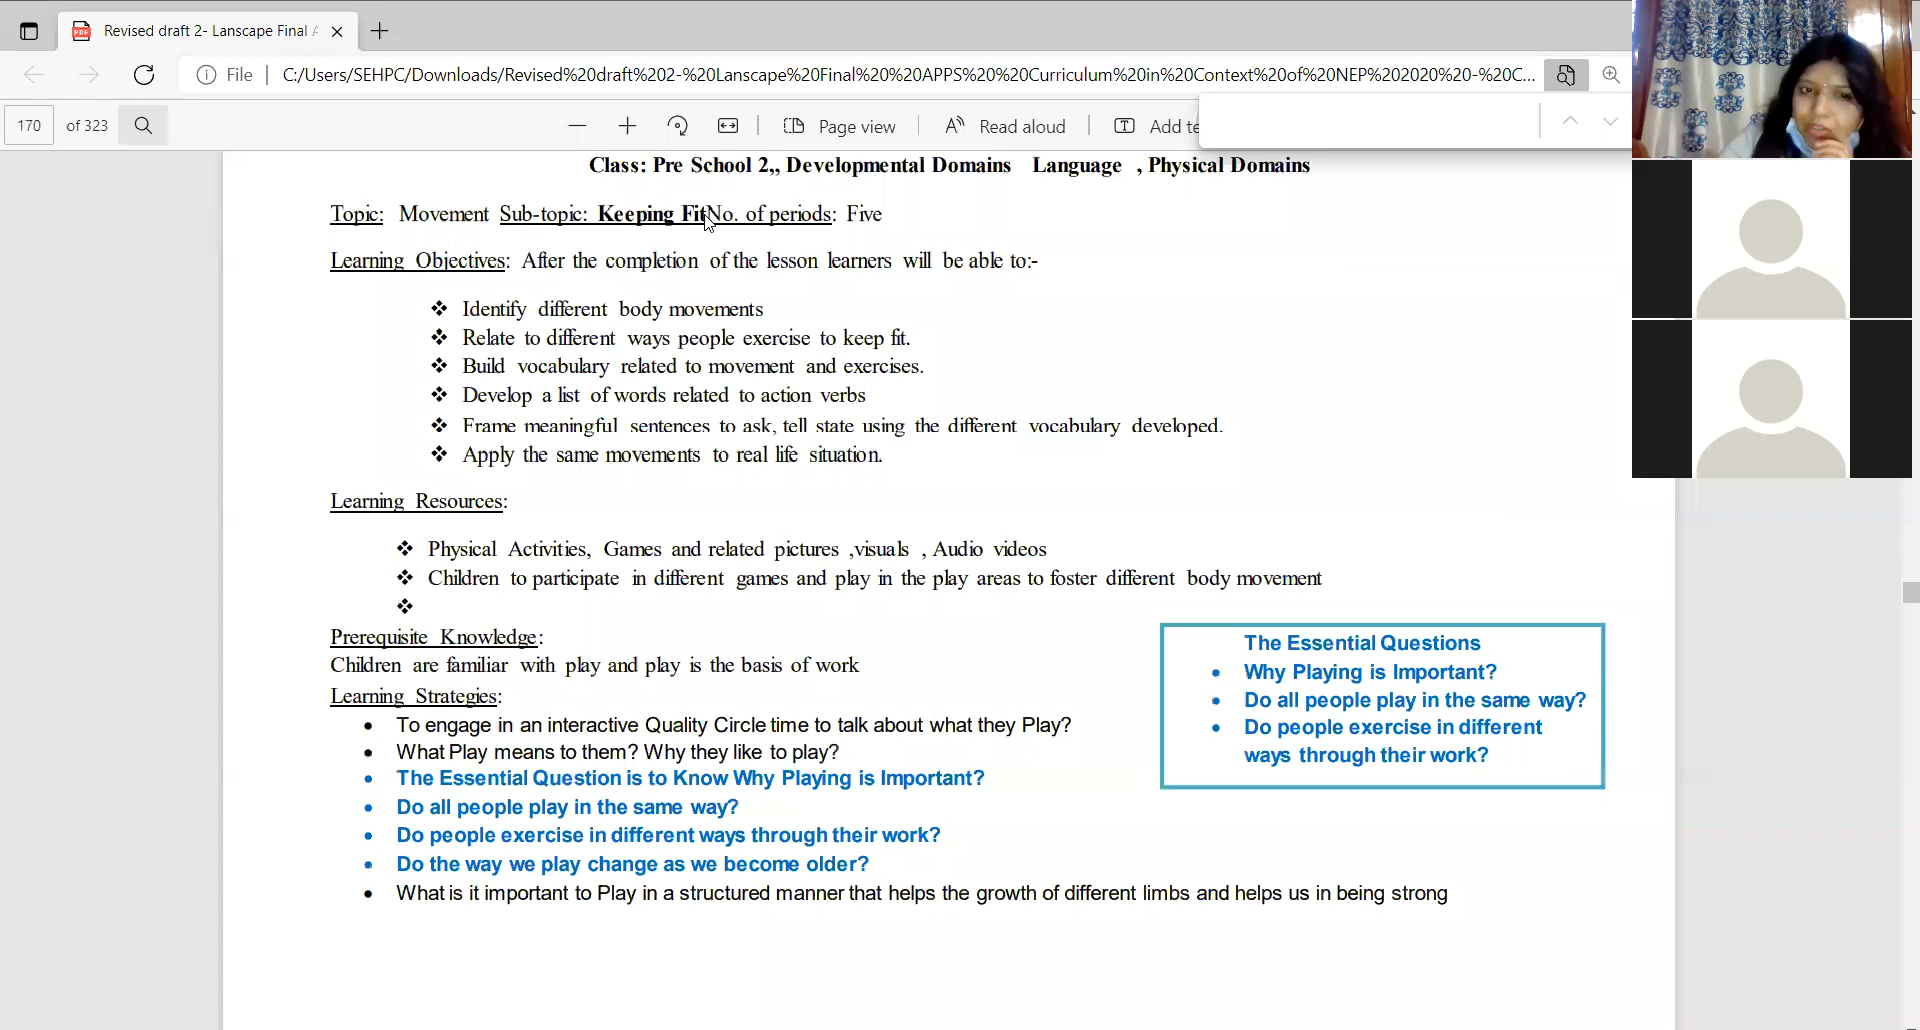 Revised draft 2- Lanscape Final
File C:/Users/SEHPC/Downloads/Revised%20draft%202-%20Lanscape%20Final%20%20APPS%20%20Curriculum%20in%20Context%20of%20NEP%202020%20-%20C...
170 of 323 Page view Read aloud Add te
Class: Pre School 2,, Developmental Domains Language , Physical Domains
Topic: Movement Sub-topic: Keeping FitNo. of periods: Five
Learning Objectives: After the completion of the lesson learners will be able to:-
❖ Identify different body movements
❖ Relate to different ways people exercise to keep fit.
❖ Build vocabulary related to movement and exercises.
❖ Develop a list of words related to action verbs
❖ Frame meaningful sentences to ask, tell state using the different vocabulary developed.
❖ Apply the same movements to real life situation.
Learning Resources:
❖ Physical Activities, Games and related pictures ,visuals , Audio videos
❖ Children to participate in different games and play in the play areas to foster different body movement
❖
Prerequisite Knowledge:
Children are familiar with play and play is the basis of work
Learning Strategies:
• To engage in an interactive Quality Circle time to talk about what they Play?
• What Play means to them? Why they like to play?
• The Essential Question is to Know Why Playing is Important?
• Do all people play in the same way?
• Do people exercise in different ways through their work?
• Do the way we play change as we become older?
• What is it important to Play in a structured manner that helps the growth of different limbs and helps us in being strong
The Essential Questions
• Why Playing is Important?
• Do all people play in the same way?
• Do people exercise in different
ways through their work?